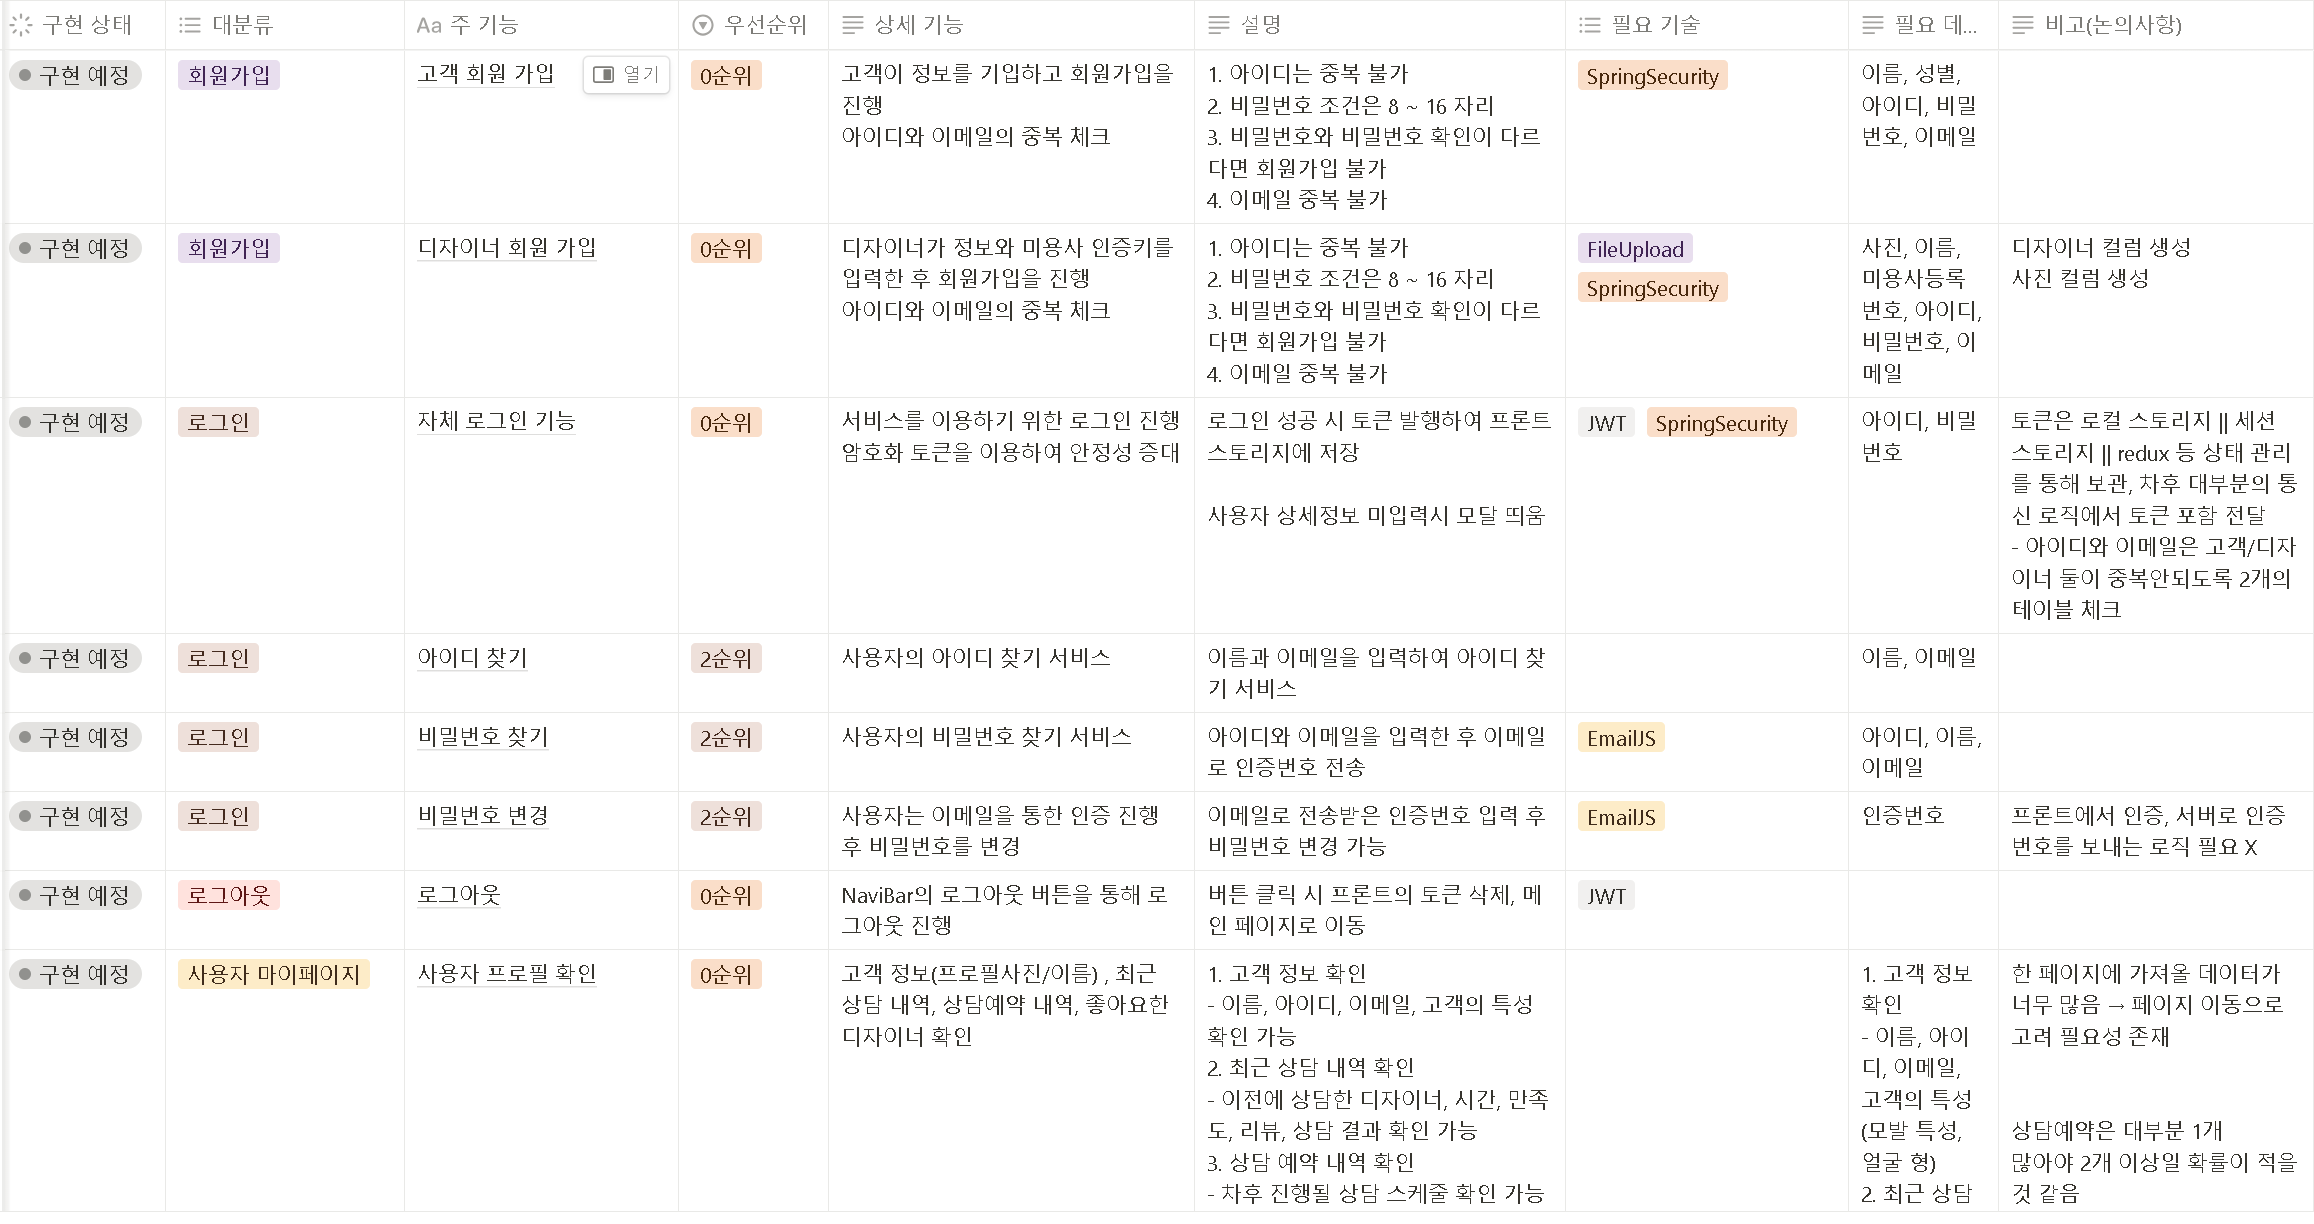 구현 상태
대분류
Aa 주 기능
우선순위
상세 기능
설명
필요 기술
필요 데...
비고(논의사항)
구현 예정
회원가입
고객 회원 가입
열기
0순위
고객이 정보를 기입하고 회원가입을
진행
아이디와 이메일의 중복 체크
1. 아이디는 중복 불가
2. 비밀번호 조건은 8 ~ 16 자리
3. 비밀번호와 비밀번호 확인이 다르
다면 회원가입 불가
4. 이메일 중복 불가
SpringSecurity
이름, 성별,
아이디, 비밀
번호, 이메일
구현 예정
회원가입
디자이너 회원 가입
0순위
디자이너가 정보와 미용사 인증키를
입력한 후 회원가입을 진행
아이디와 이메일의 중복 체크
1. 아이디는 중복 불가
2. 비밀번호 조건은 8 ~ 16 자리
3. 비밀번호와 비밀번호 확인이 다르
다면 회원가입 불가
4. 이메일 중복 불가
FileUpload
SpringSecurity
사진, 이름,
미용사등록
번호, 아이디,
비밀번호, 이
메일
디자이너 컬럼 생성
사진 컬럼 생성
구현 예정
로그인
자체 로그인 기능
0순위
서비스를 이용하기 위한 로그인 진행
암호화 토큰을 이용하여 안정성 증대
로그인 성공 시 토큰 발행하여 프론트
스토리지에 저장
사용자 상세정보 미입력시 모달 띄움
JWT SpringSecurity
아이디, 비밀
번호
토큰은 로컬 스토리지 || 세션
스토리지 || redux 등 상태 관리
를 통해 보관, 차후 대부분의 통
신 로직에서 토큰 포함 전달
- 아이디와 이메일은 고객/디자
이너 둘이 중복안되도록 2개의
테이블 체크
구현 예정
로그인
아이디 찾기
2순위
사용자의 아이디 찾기 서비스
이름과 이메일을 입력하여 아이디 찾
기 서비스
이름, 이메일
구현 예정
로그인
비밀번호 찾기
2순위
사용자의 비밀번호 찾기 서비스
아이디와 이메일을 입력한 후 이메일
로 인증번호 전송
EmailJS
아이디, 이름,
이메일
구현 예정
로그인
비밀번호 변경
2순위
사용자는 이메일을 통한 인증 진행
후 비밀번호를 변경
이메일로 전송받은 인증번호 입력 후
비밀번호 변경 가능
EmailJS
인증번호
프론트에서 인증, 서버로 인증
번호를 보내는 로직 필요 X
구현 예정
로그아웃
로그아웃
0순위
NaviBar의 로그아웃 버튼을 통해 로
그아웃 진행
버튼 클릭 시 프론트의 토큰 삭제, 메
인 페이지로 이동
JWT
구현 예정
사용자 마이페이지
사용자 프로필 확인
0순위
고객 정보(프로필사진/이름) , 최근
상담 내역, 상담예약 내역, 좋아요한
디자이너 확인
1. 고객 정보 확인
- 이름, 아이디, 이메일, 고객의 특성
확인 가능
2. 최근 상담 내역 확인
- 이전에 상담한 디자이너, 시간, 만족
도, 리뷰, 상담 결과 확인 가능
3. 상담 예약 내역 확인
- 차후 진행될 상담 스케줄 확인 가능
1. 고객 정보
확인
- 이름, 아이
디, 이메일,
고객의 특성
(모발 특성,
얼굴 형)
2. 최근 상담
한 페이지에 가져올 데이터가
너무 많음 → 페이지 이동으로
고려 필요성 존재
상담예약은 대부분 1개
많아야 2개 이상일 확률이 적을
것 같음